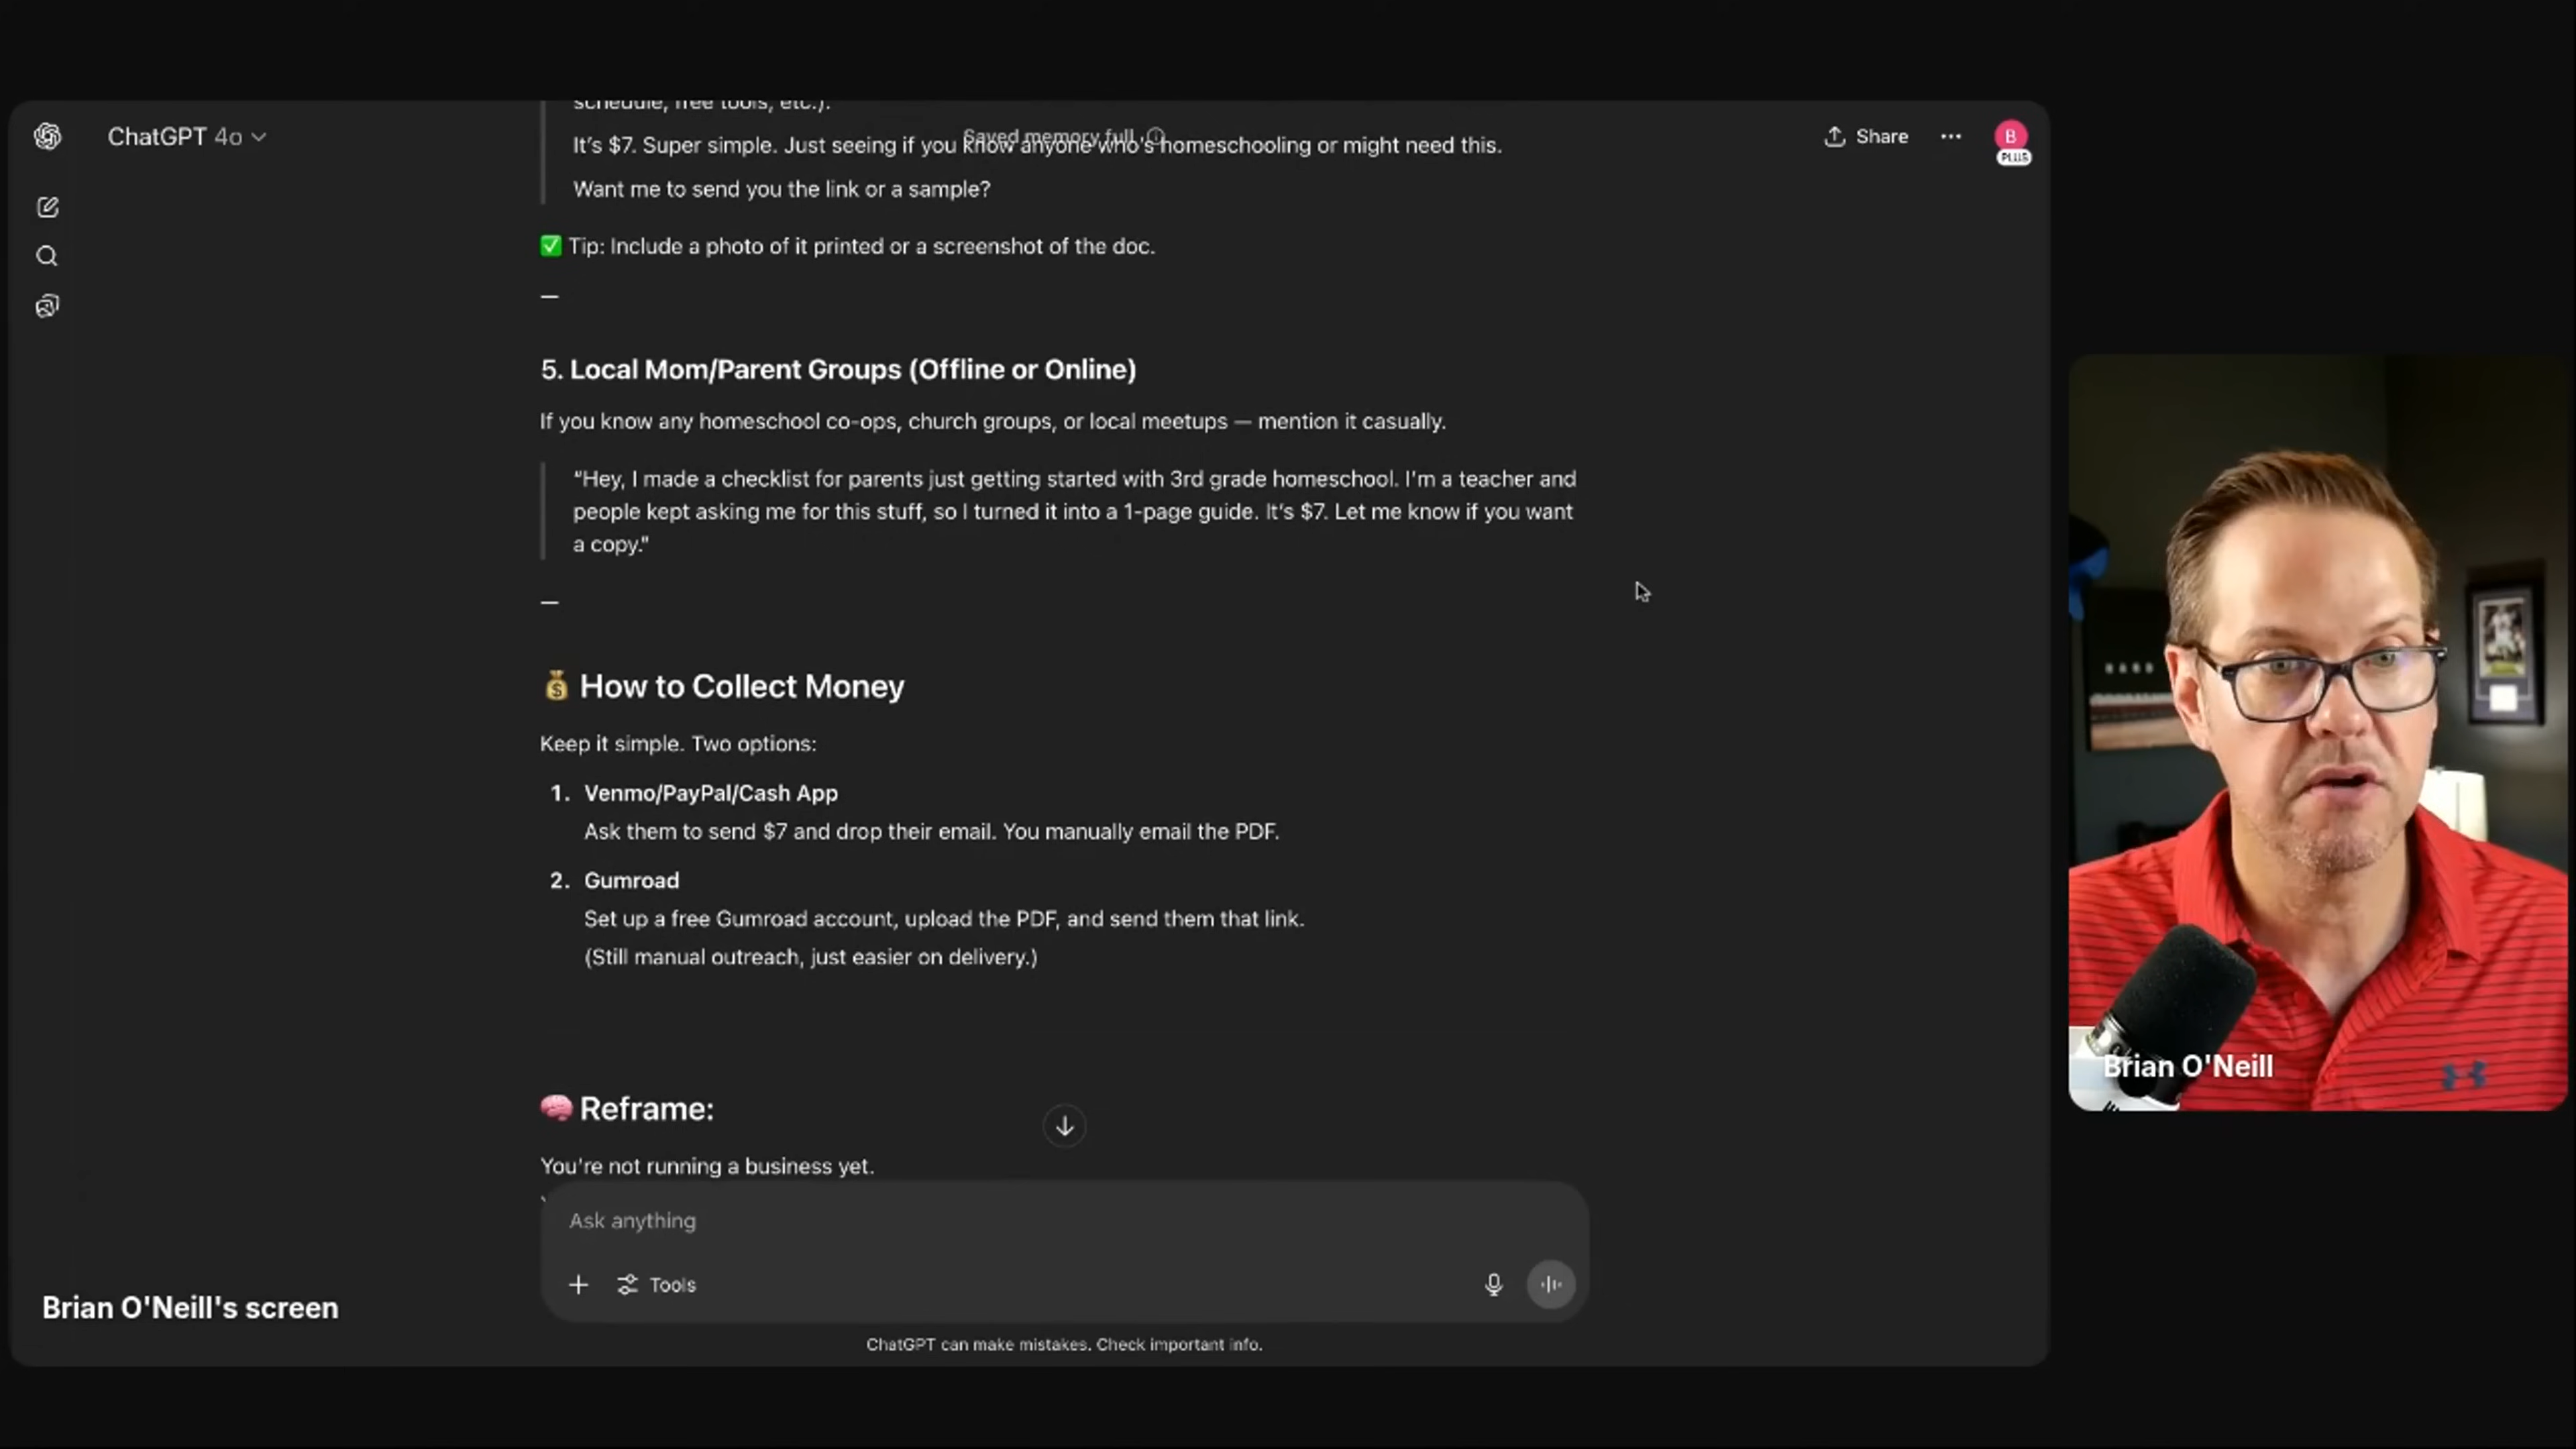 schedule, free tools, etc.).
ChatGPT 4o
Saved memory full
Share
B
PLUS
It's $7. Super simple. Just seeing if you know anyone who's homeschooling or might need this.
Want me to send you the link or a sample?
✅ Tip: Include a photo of it printed or a screenshot of the doc.
—
5. Local Mom/Parent Groups (Offline or Online)
If you know any homeschool co-ops, church groups, or local meetups — mention it casually.
“Hey, I made a checklist for parents just getting started with 3rd grade homeschool. I'm a teacher and
people kept asking me for this stuff, so I turned it into a 1-page guide. It's $7. Let me know if you want
a copy.”
—
💰 How to Collect Money
Keep it simple. Two options:
1. Venmo/PayPal/Cash App
Ask them to send $7 and drop their email. You manually email the PDF.
2. Gumroad
Set up a free Gumroad account, upload the PDF, and send them that link.
(Still manual outreach, just easier on delivery.)
🧠 Reframe:
You're not running a business yet.
Ask anything
Tools
ChatGPT can make mistakes. Check important info.
Brian O'Neill's screen
Brian O'Neill